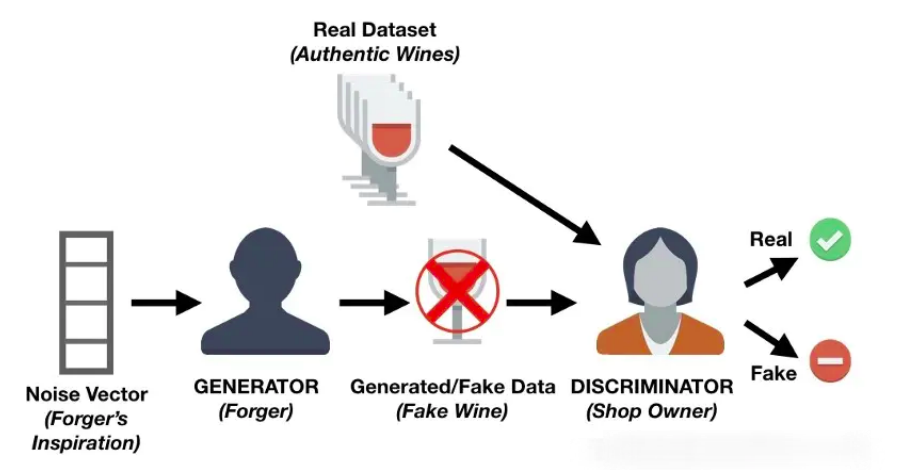 Real Dataset
(Authentic Wines)
Real
Fake
Noise Vector
(Forger's
Inspiration)
GENERATOR
(Forger)
Generated/Fake Data
(Fake Wine)
DISCRIMINATOR
(Shop Owner)